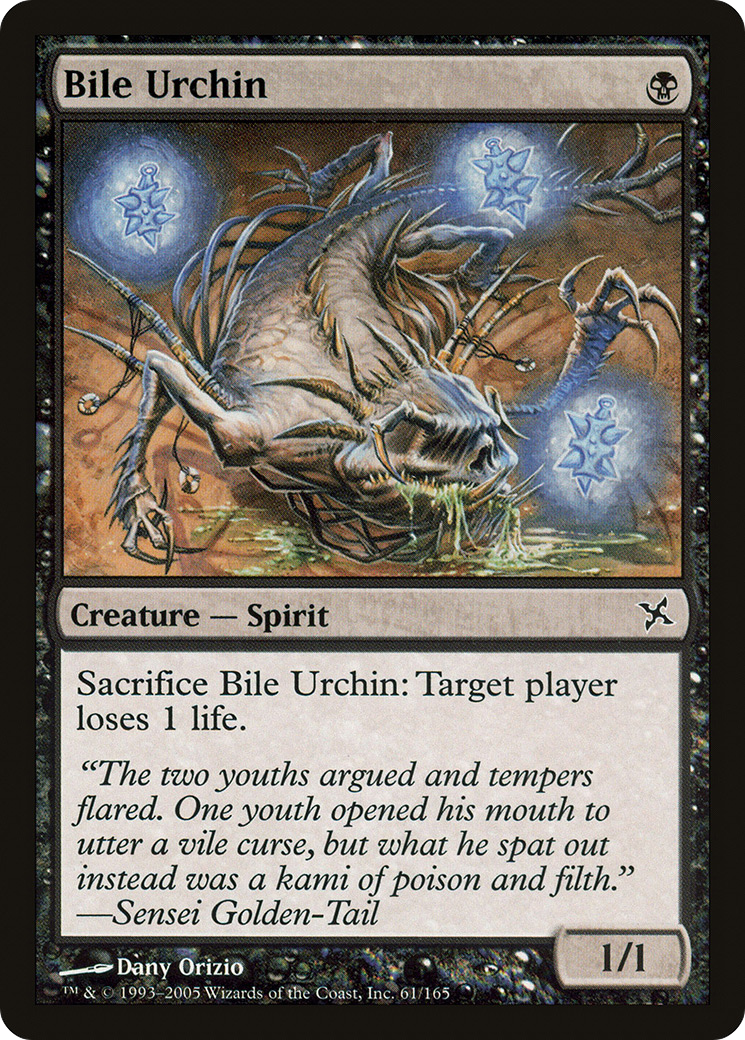 Bile Urchin
Creature — Spirit
Sacrifice Bile Urchin: Target player
loses 1 life.
“The two youths argued and tempers
flared. One youth opened his mouth to
utter a vile curse, but what he spat out
instead was a kami of poison and filth.”
—Sensei Golden-Tail
1/1
Dany Orizio
™ & © 1993–2005 Wizards of the Coast, Inc. 61/165